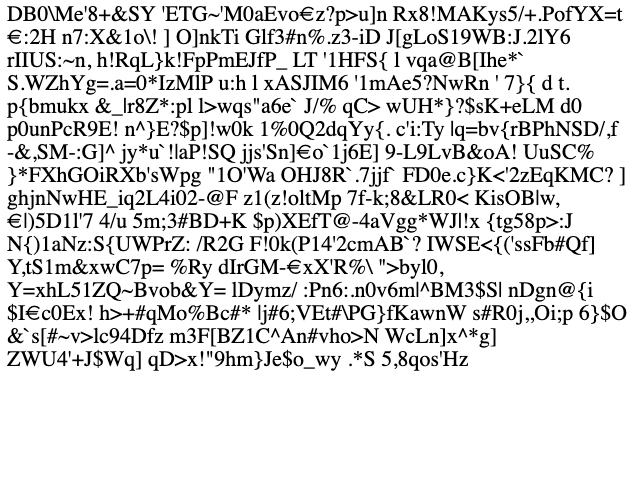 DB0\Me'8+&SY 'ETG~'M0aEvo€z?p>u]n Rx8!MAKys5/+.PofYX=t
€:2H n7:X&1o\! ] O]nkTi Glf3#n%.z3-iD J[gLoS19WB:J.2lY6
rIIUS:~n, h!RqL}k!FpPmEJfP_ LT '1HFS{ l vqa@B[Ihe*`
S.WZhYg=.a=0*IzMlP u:h l xASJIM6 '1mAe5?NwRn ' 7}{ d t.
p{bmukx &_|r8Z*:pl l>wqs"a6e` J/% qC> wUH*}?$sK+eLM d0
p0unPcR9E! n^}E?$p]!w0k 1%0Q2dqYy{. c'i:Ty |q=bv{rBPhNSD/,f
-&,SM-:G]^ jy*u`!|aP!SQ jjs'Sn]€o`1j6E] 9-L9LvB&oA! UuSC%
}*FXhGOiRXb'sWpg "1O'Wa OHJ8R`.7jjf` FD0e.c}K<'2zEqKMC? ]
ghjnNwHE_iq2L4i02-@F z1(z!oltMp 7f-k;8&LR0< KisOB|w,
€|)5D1l'7 4/u 5m;3#BD+K $p)XEfT@-4aVgg*WJ|!x {tg58p>:J
N{)1aNz:S{UWPrZ: /R2G F!0k(P14'2cmAB`? IWSE<{('ssFb#Qf]
Y,tS1m&xwC7p= %Ry dIrGM-€xX'R%\ ">byl0,
Y=xhL51ZQ~Bvob&Y= lDymz/ :Pn6:.n0v6m|^BM3$S| nDgn@{i
$I€c0Ex! h>+#qMo%Bc#* |j#6;VEt#\PG}fKawnW s#R0j,,Oi;p 6}$O
&`s[#~v>lc94Dfz m3F[BZ1C^An#vho>N WcLn]x^*g]
ZWU4'+J$Wq] qD>x!"9hm}Je$o_wy .*S 5,8qos'Hz